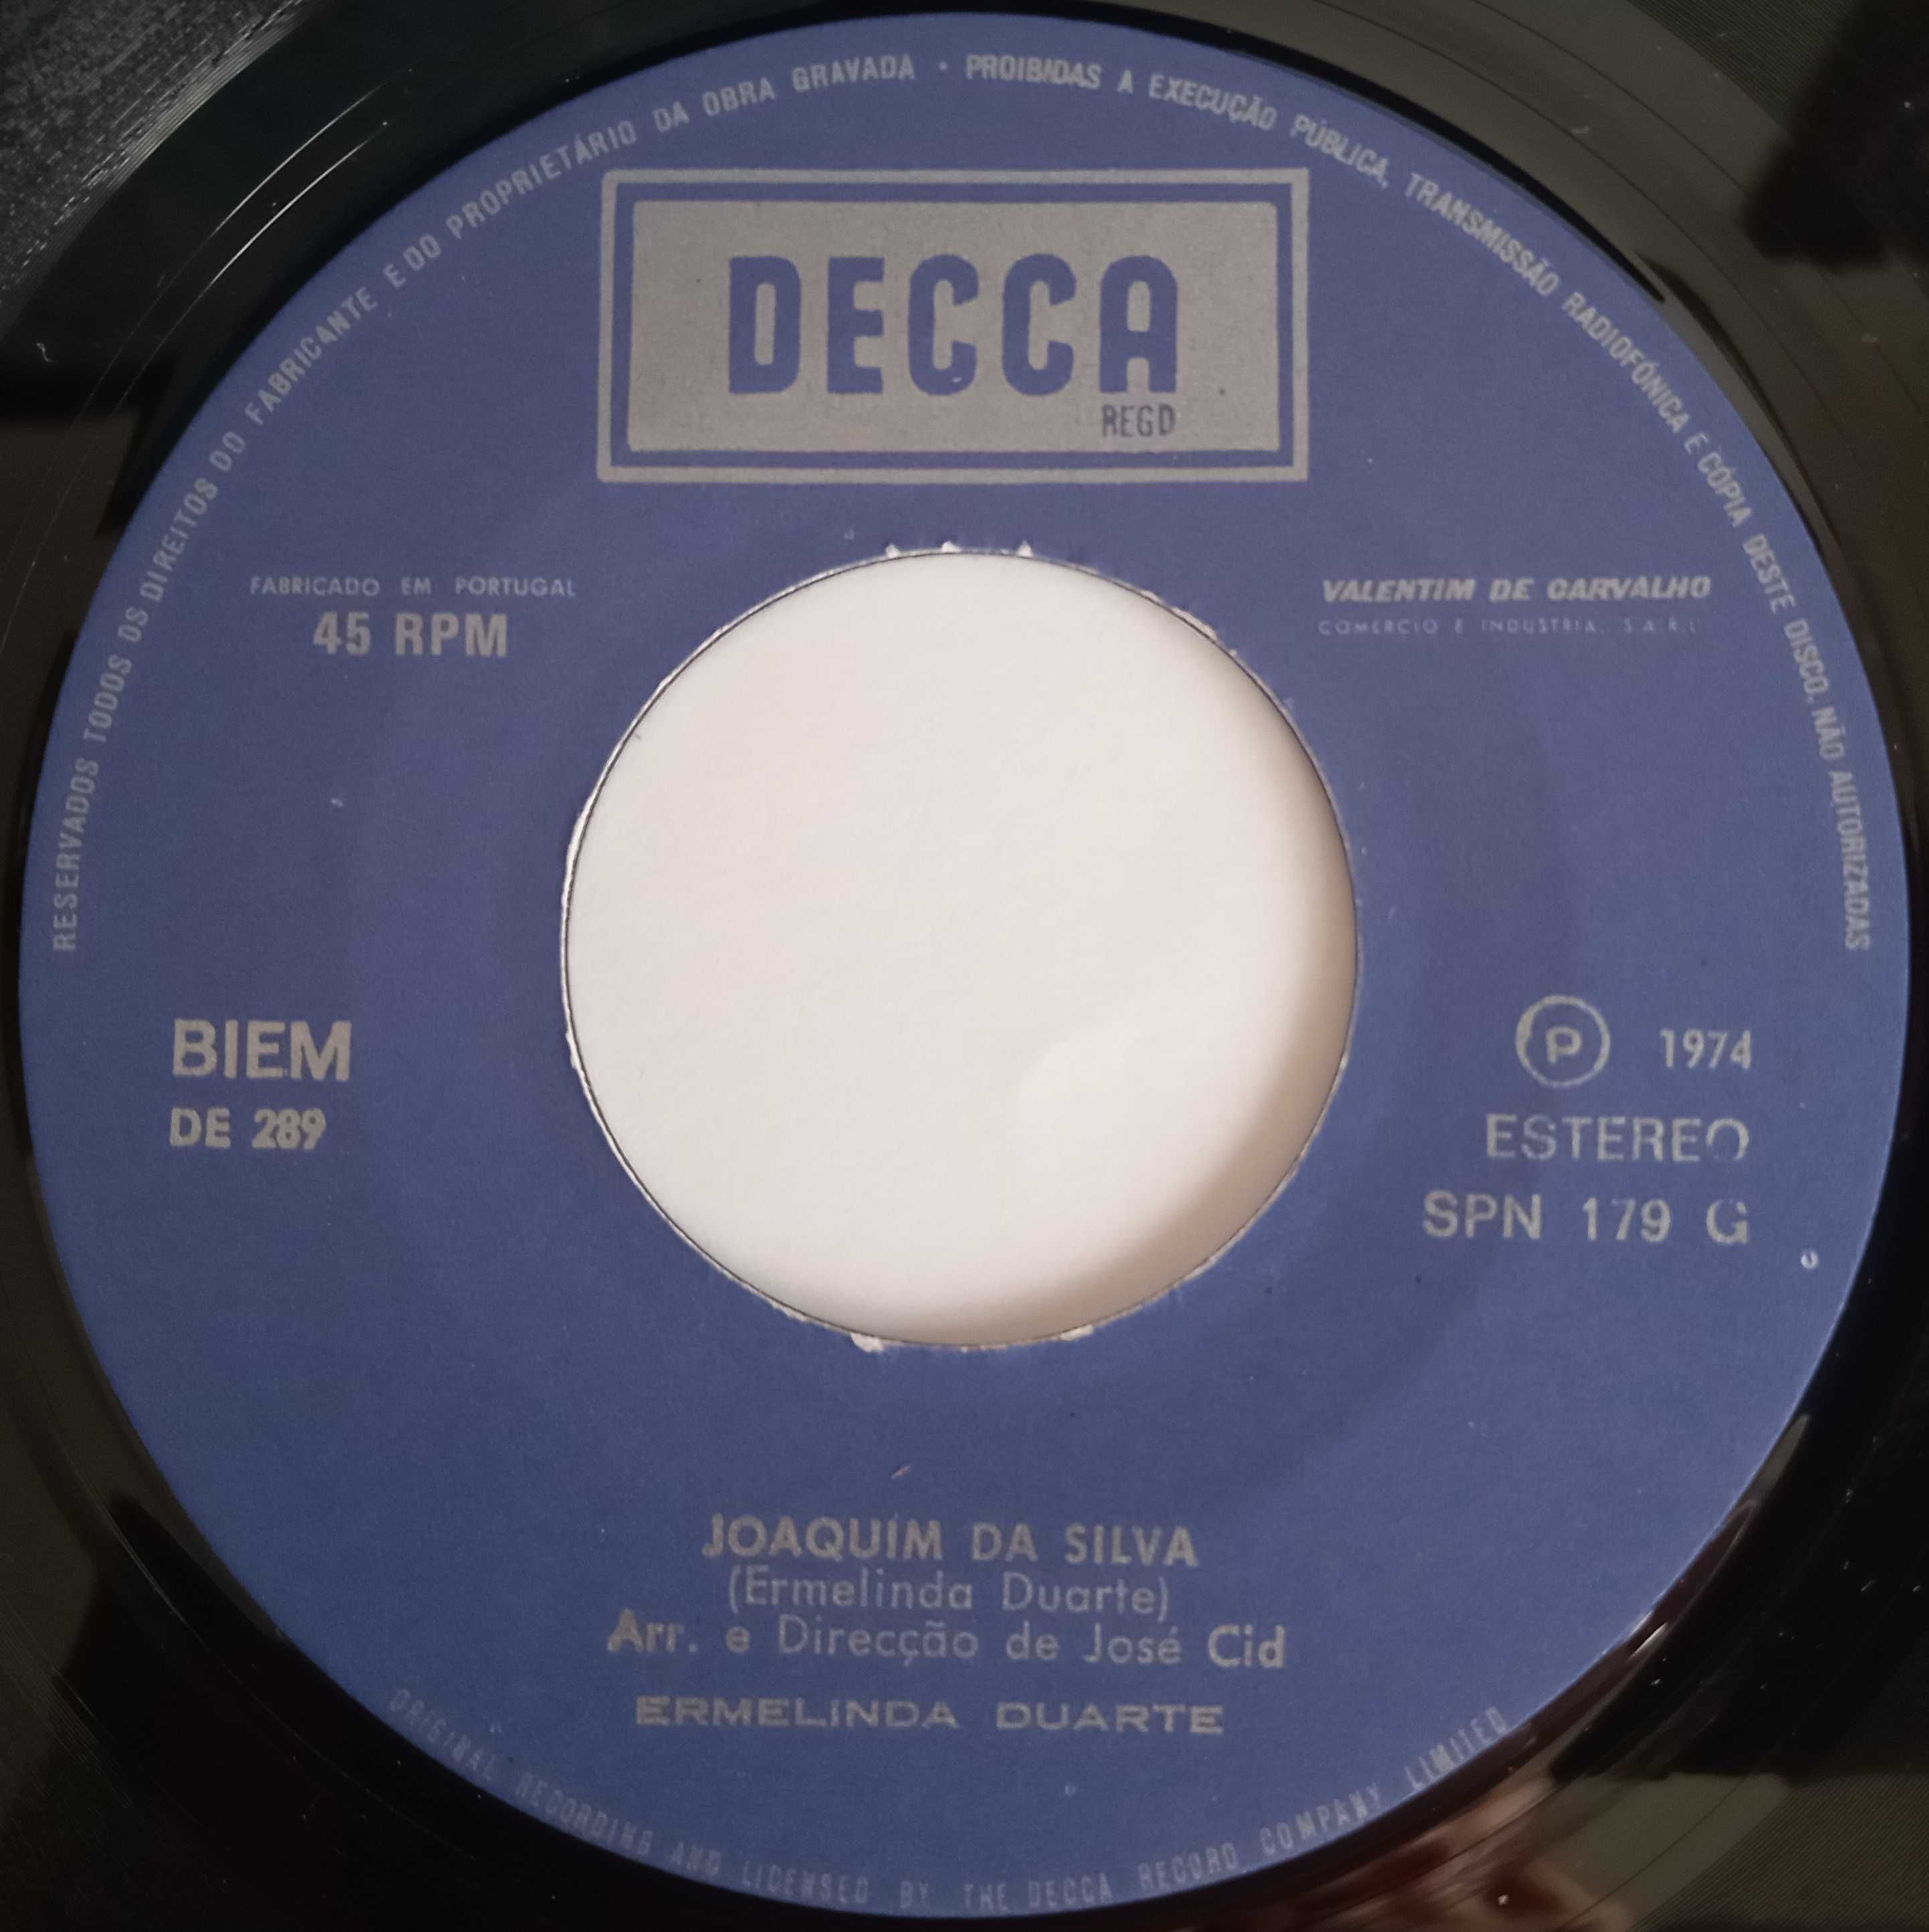 RESERVADOS TODOS OS DIREITOS DO FABRICANTE E DO PROPRIETÁRIO DA OBRA GRAVADA • PROIBIDAS A EXECUÇÃO PÚBLICA, TRANSMISSÃO RADIOFÓNICA E CÓPIA DESTE DISCO, NÃO AUTORIZADAS
DECCA
REGD
FABRICADO EM PORTUGAL
45 RPM
VALENTIM DE CARVALHO
COMERCIO E INDUSTRIA, S.A.R.L.
BIEM
DE 289
Ⓟ 1974
ESTEREO
SPN 179 G
JOAQUIM DA SILVA
(Ermelinda Duarte)
Arr. e Direcção de José Cid
ERMELINDA DUARTE
ORIGINAL RECORDING AND LICENSED BY THE DECCA RECORD COMPANY LIMITED